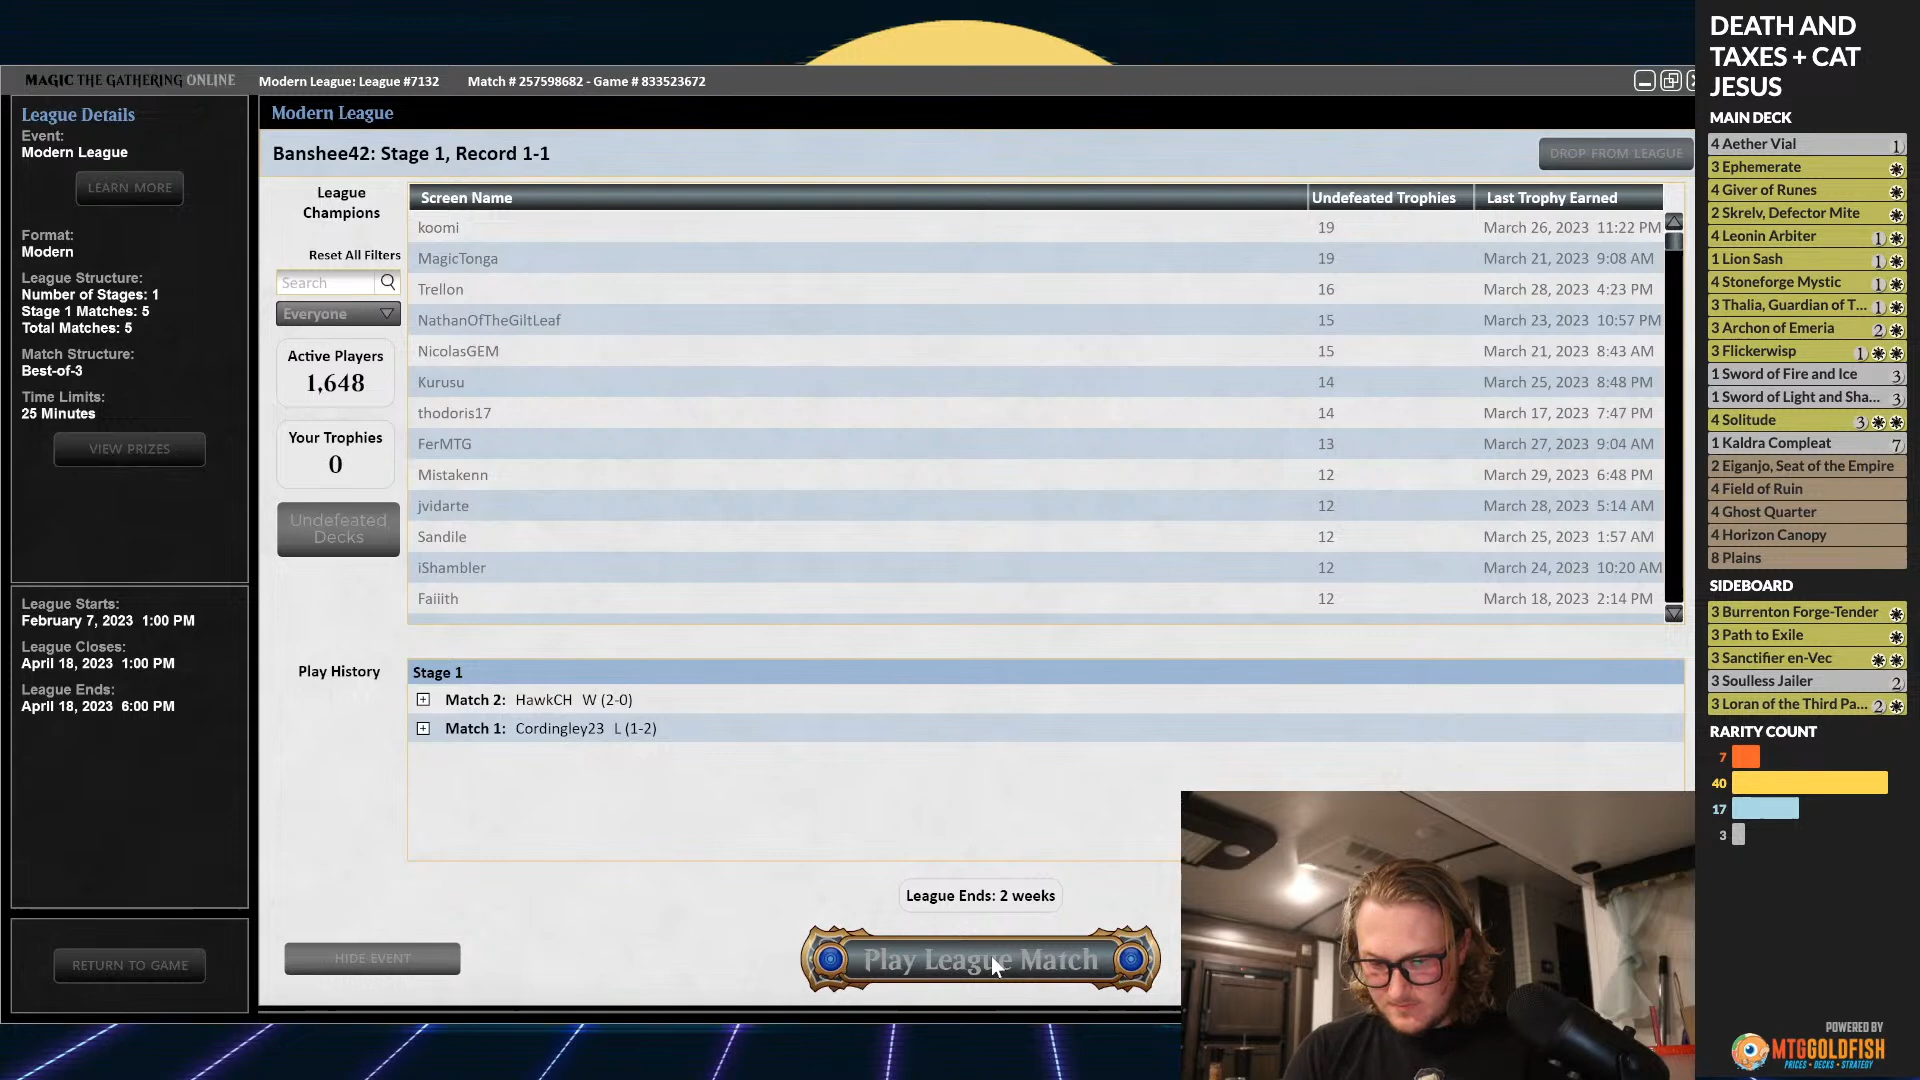 MAGIC THE GATHERING ONLINE
Modern League: League #7132
Match # 257598682 - Game # 833523672
League Details
Event:
Modern League
LEARN MORE
Format:
Modern
League Structure:
Number of Stages: 1
Stage 1 Matches: 5
Total Matches: 5
Match Structure:
Best-of-3
Time Limits:
25 Minutes
VIEW PRIZES
League Starts:
February 7, 2023 1:00 PM
League Closes:
April 18, 2023 1:00 PM
League Ends:
April 18, 2023 6:00 PM
RETURN TO GAME
Modern League
Banshee42: Stage 1, Record 1-1
DROP FROM LEAGUE
League
Champions
Reset All Filters
Search
Everyone
Active Players
1,648
Your Trophies
0
Undefeated
Decks
Screen Name Undefeated Trophies Last Trophy Earned
koomi 19 March 26, 2023 11:22 PM
MagicTonga 19 March 21, 2023 9:08 AM
Trellon 16 March 28, 2023 4:23 PM
NathanOfTheGiltLeaf 15 March 23, 2023 10:57 PM
NicolasGEM 15 March 21, 2023 8:43 AM
Kurusu 14 March 25, 2023 8:48 PM
thodoris17 14 March 17, 2023 7:47 PM
FerMTG 13 March 27, 2023 9:04 AM
Mistakenn 12 March 29, 2023 6:48 PM
jvidarte 12 March 28, 2023 5:14 AM
Sandile 12 March 25, 2023 1:57 AM
iShambler 12 March 24, 2023 10:20 AM
Faiiith 12 March 18, 2023 2:14 PM
Play History
Stage 1
Match 2: HawkCH W (2-0)
Match 1: Cordingley23 L (1-2)
League Ends: 2 weeks
HIDE EVENT
Play League Match
DEATH AND
TAXES + CAT
JESUS
MAIN DECK
4 Aether Vial 1
3 Ephemerate
4 Giver of Runes
2 Skrelv, Defector Mite
4 Leonin Arbiter 1
1 Lion Sash 1
4 Stoneforge Mystic 1
3 Thalia, Guardian of T... 1
3 Archon of Emeria 2
3 Flickerwisp 1
1 Sword of Fire and Ice 3
1 Sword of Light and Sha... 3
4 Solitude 3
1 Kaldra Compleat 7
2 Eiganjo, Seat of the Empire
4 Field of Ruin
4 Ghost Quarter
4 Horizon Canopy
8 Plains
SIDEBOARD
3 Burrenton Forge-Tender
3 Path to Exile
3 Sanctifier en-Vec
3 Soulless Jailer 2
3 Loran of the Third Pa... 2
RARITY COUNT
7
40
17
3
POWERED BY
MTGGOLDFISH
PRICES • DECKS • STRATEGY